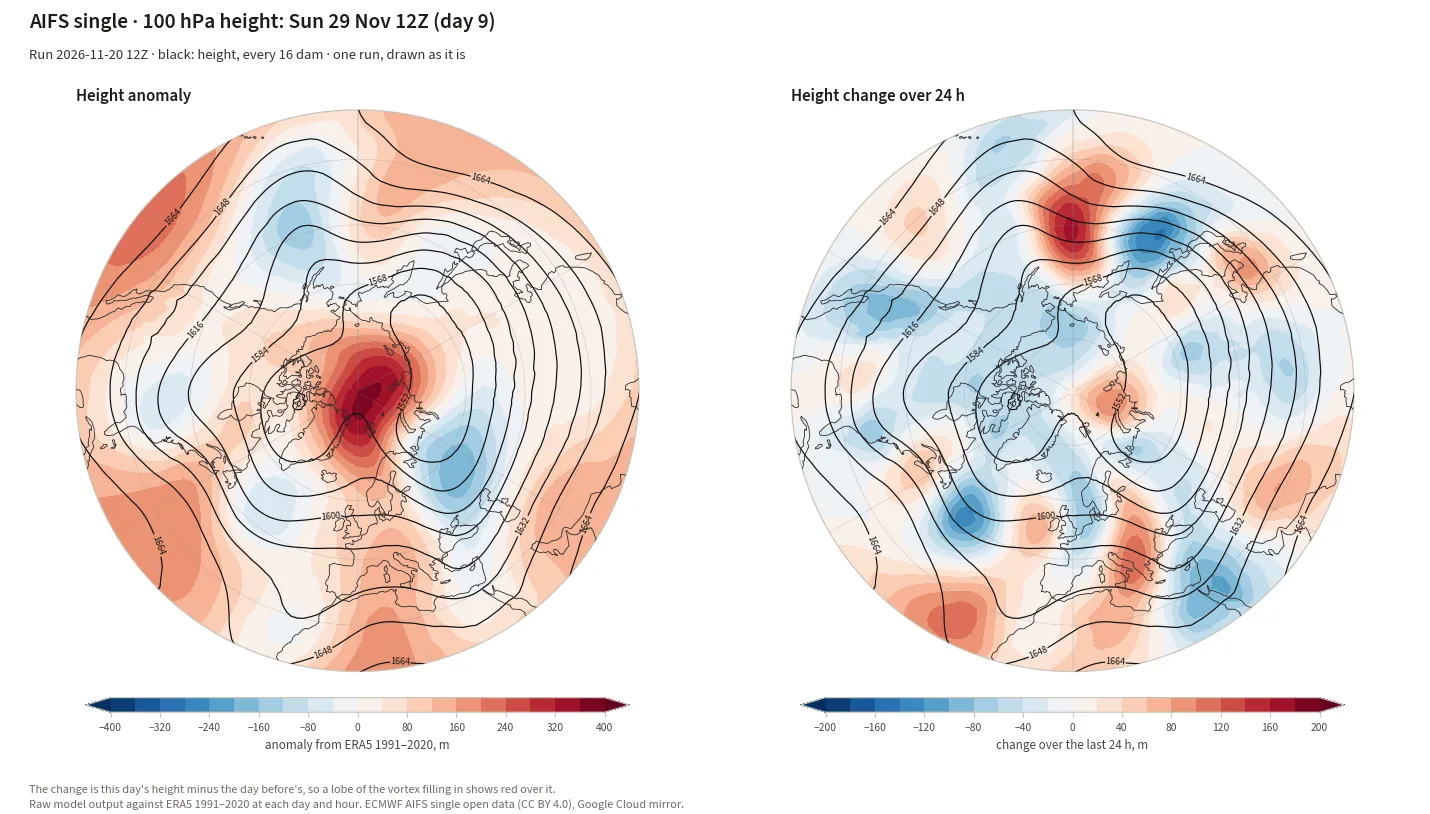 AIFS single · 100 hPa height: Sun 29 Nov 12Z (day 9)
Run 2026-11-20 12Z · black: height, every 16 dam · one run, drawn as it is
Height anomaly
Height change over 24 h
1664
1664
1648
1568
1616
1584
1552
1600
1632
1664
1664
1648
1664
1664
1664
1648
1568
1616
1584
1552
1600
1632
1664
1664
1648
1664
−400 −320 −240 −160 −80 0 80 160 240 320 400
anomaly from ERA5 1991–2020, m
−200 −160 −120 −80 −40 0 40 80 120 160 200
change over the last 24 h, m
The change is this day's height minus the day before's, so a lobe of the vortex filling in shows red over it.
Raw model output against ERA5 1991–2020 at each day and hour. ECMWF AIFS single open data (CC BY 4.0), Google Cloud mirror.